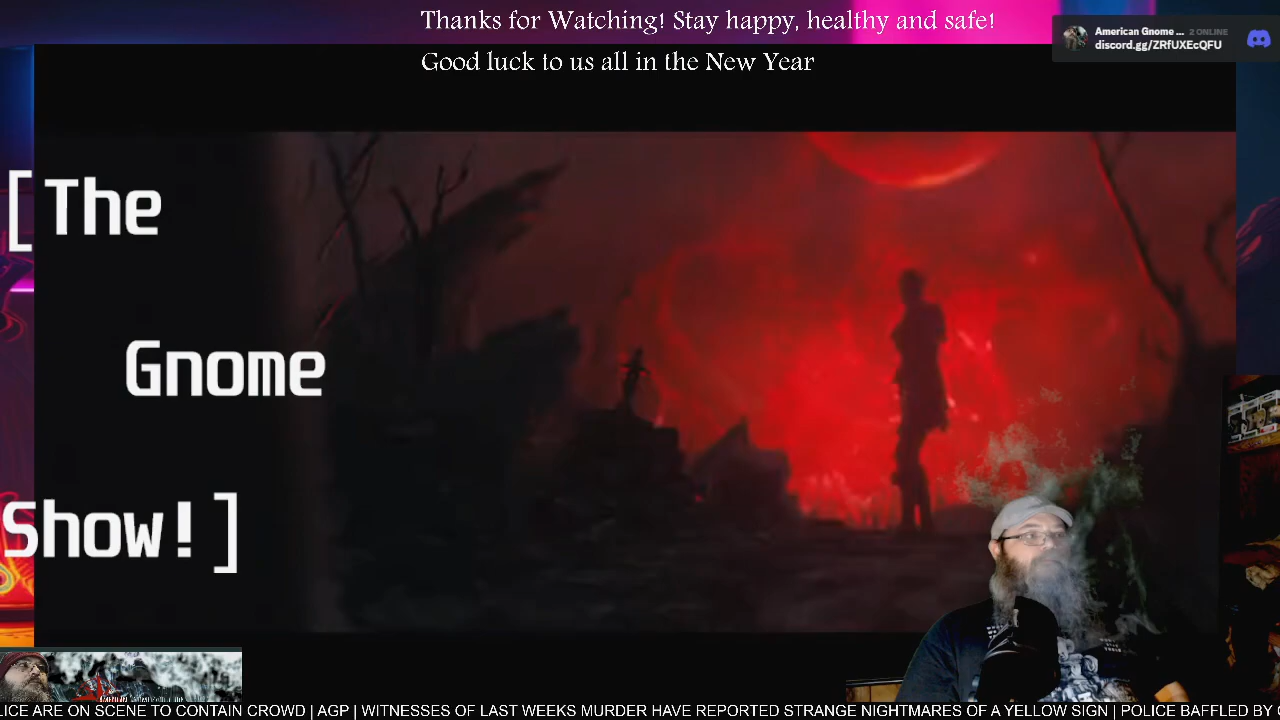 Thanks for Watching! Stay happy, healthy and safe!
Good luck to us all in the New Year
American Gnome ... 2 ONLINE
discord.gg/ZRfUXEcQFU
[The
Gnome
Show!]
LICE ARE ON SCENE TO CONTAIN CROWD | AGP | WITNESSES OF LAST WEEKS MURDER HAVE REPORTED STRANGE NIGHTMARES OF A YELLOW SIGN | POLICE BAFFLED BY